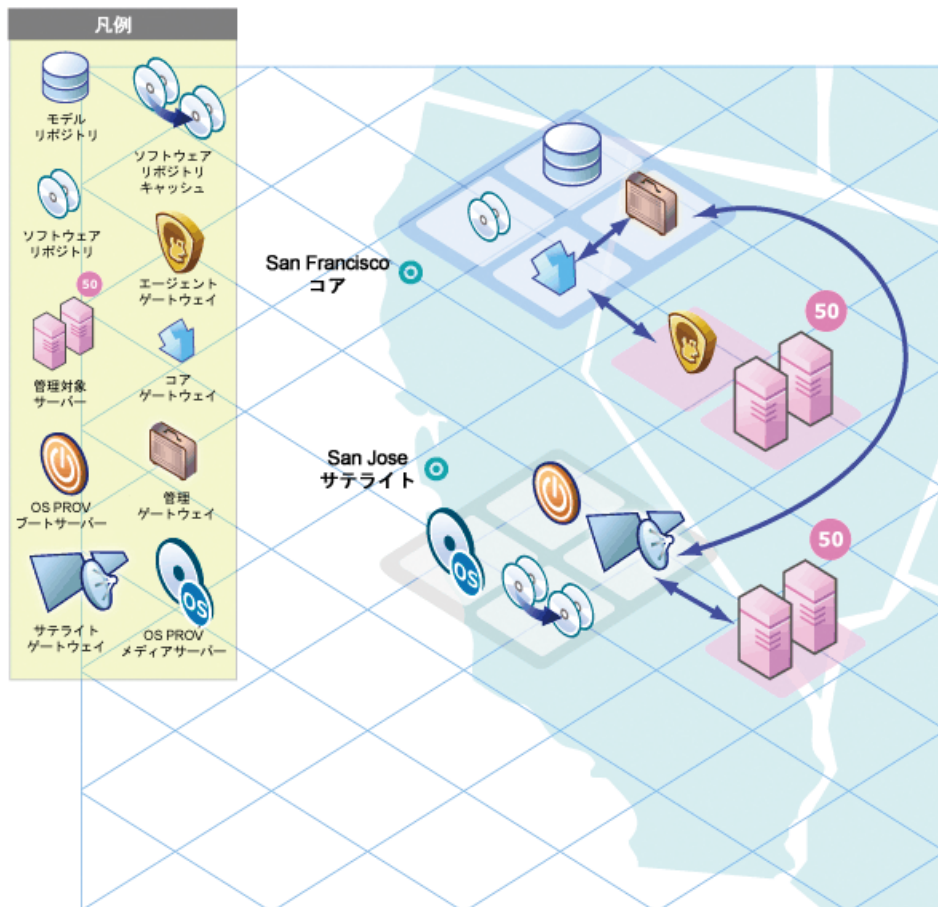 凡例
モデル
リポジトリ
ソフトウェア
リポジトリ
キャッシュ
ソフトウェア
リポジトリ
エージェント
ゲートウェイ
50
管理対象
サーバー
コア
ゲートウェイ
OS PROV
ブートサーバー
管理
ゲートウェイ
サテライト
ゲートウェイ
OS
OS PROV
メディアサーバー
San Francisco
コア
50
San Jose
サテライト
OS
50